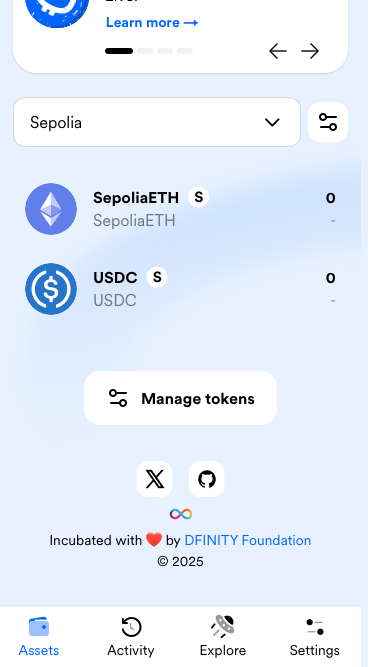 Learn more →
Sepolia
SepoliaETH S 0
SepoliaETH -
USDC S 0
USDC -
Manage tokens
Incubated with ❤️ by DFINITY Foundation
© 2025
Assets Activity Explore Settings